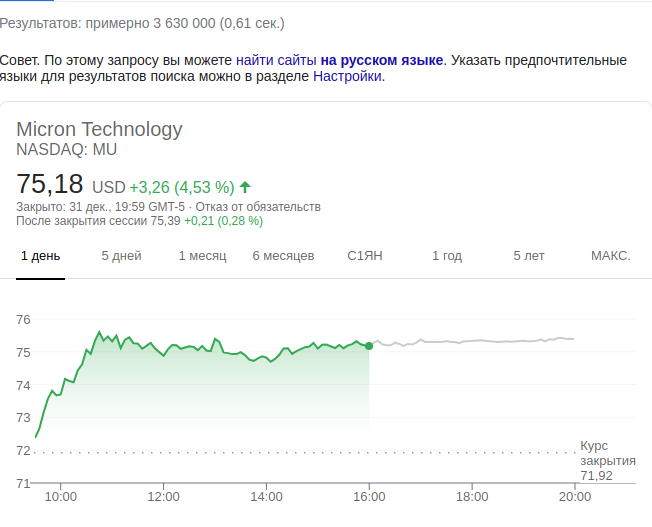 Результатов: примерно 3 630 000 (0,61 сек.)
Совет. По этому запросу вы можете найти сайты на русском языке. Указать предпочтительные
языки для результатов поиска можно в разделе Настройки.
Micron Technology
NASDAQ: MU
75,18 USD +3,26 (4,53 %)
Закрыто: 31 дек., 19:59 GMT-5 · Отказ от обязательств
После закрытия сессии 75,39 +0,21 (0,28 %)
1 день 5 дней 1 месяц 6 месяцев С1ЯН 1 год 5 лет МАКС.
76
75
74
73
72
71
Курс
закрытия
71,92
10:00 12:00 14:00 16:00 18:00 20:00